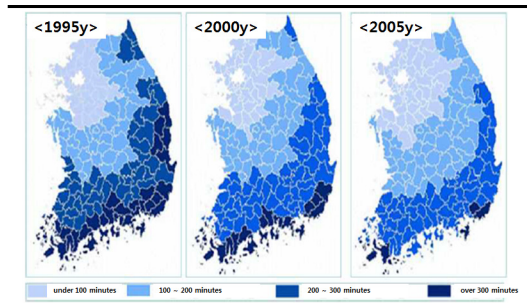 <1995y> <2000y> <2005y>
under 100 minutes 100 ~ 200 minutes 200 ~ 300 minutes over 300 minutes